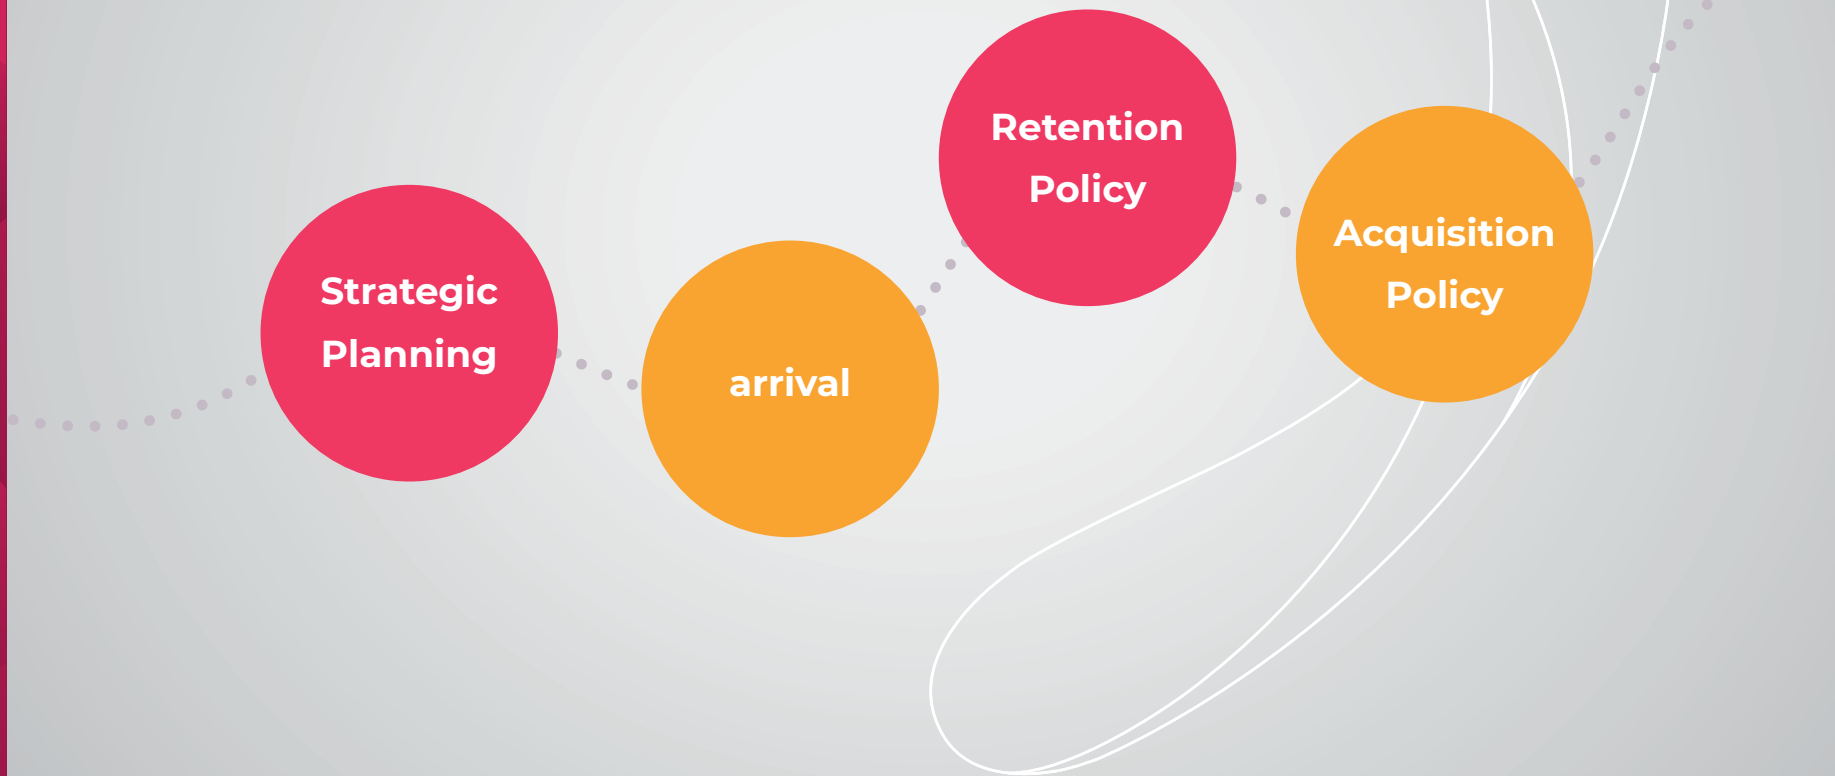 Strategic
Planning
arrival
Retention
Policy
Acquisition
Policy